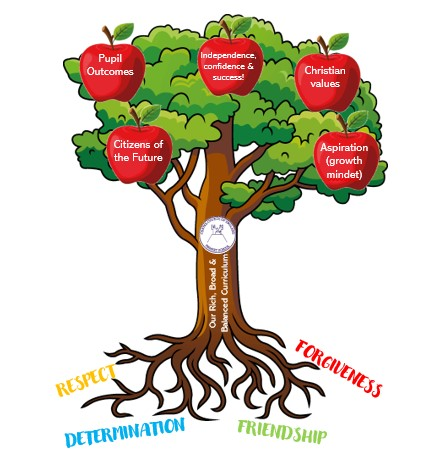 Pupil
Outcomes
Independence,
confidence &
success!
Christian
values
Citizens of
the Future
Aspiration
(growth
mindet)
Our Rich, Broad &
Balanced Curriculum
RESPECT
FORGIVENESS
DETERMINATION
FRIENDSHIP